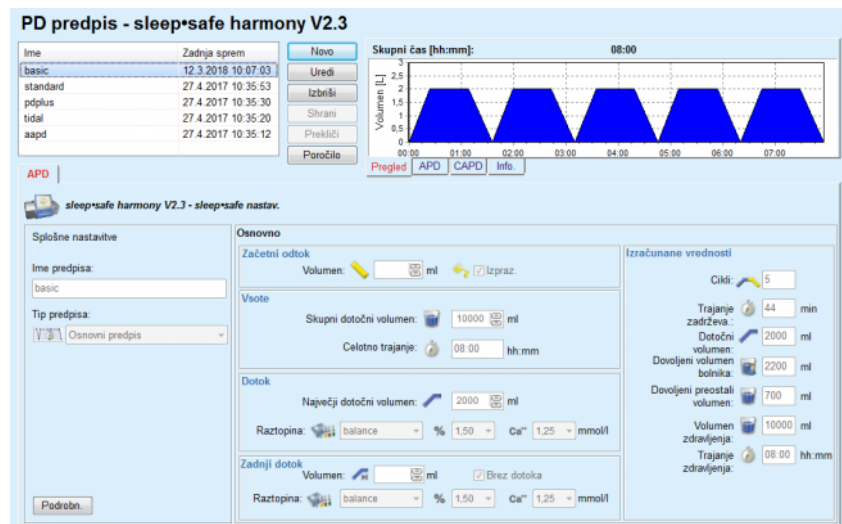 PD predpis - sleep•safe harmony V2.3
Ime Zadnja sprem
basic 12.3.2018 10:07:03
standard 27.4.2017 10:35:53
pdplus 27.4.2017 10:35:30
tidal 27.4.2017 10:35:20
aapd 27.4.2017 10:35:12
Novo
Uredi
Izbriši
Shrani
Prekliči
Poročilo
Skupni čas [hh:mm]: 08:00
Volumen [L]
3
2,5
2
1,5
1
0,5
0
00:00 01:00 02:00 03:00 04:00 05:00 06:00 07:00
Pregled APD CAPD Info.
APD
sleep•safe harmony V2.3 - sleep•safe nastav.
Splošne nastavitve
Ime predpisa:
basic
Tip predpisa:
Osnovni predpis
Podrobn.
Osnovno
Začetni odtok
Volumen: ml Izpraz.
Vsote
Skupni dotočni volumen: 10000 ml
Celotno trajanje: 08:00 hh:mm
Dotok
Največji dotočni volumen: 2000 ml
Raztopina: balance % 1,50 Ca⁺⁺ 1,25 mmol/l
Zadnji dotok
Volumen: ml Brez dotoka
Raztopina: balance % 1,50 Ca⁺⁺ 1,25 mmol/l
Izračunane vrednosti
Cikli: 5
Trajanje 44 min
zadrževa.:
Dotočni 2000 ml
volumen:
Dovoljeni volumen 2200 ml
bolnika:
Dovoljeni preostali 700 ml
volumen:
Volumen 10000 ml
zdravljenja:
Trajanje 08:00 hh:mm
zdravljenja: